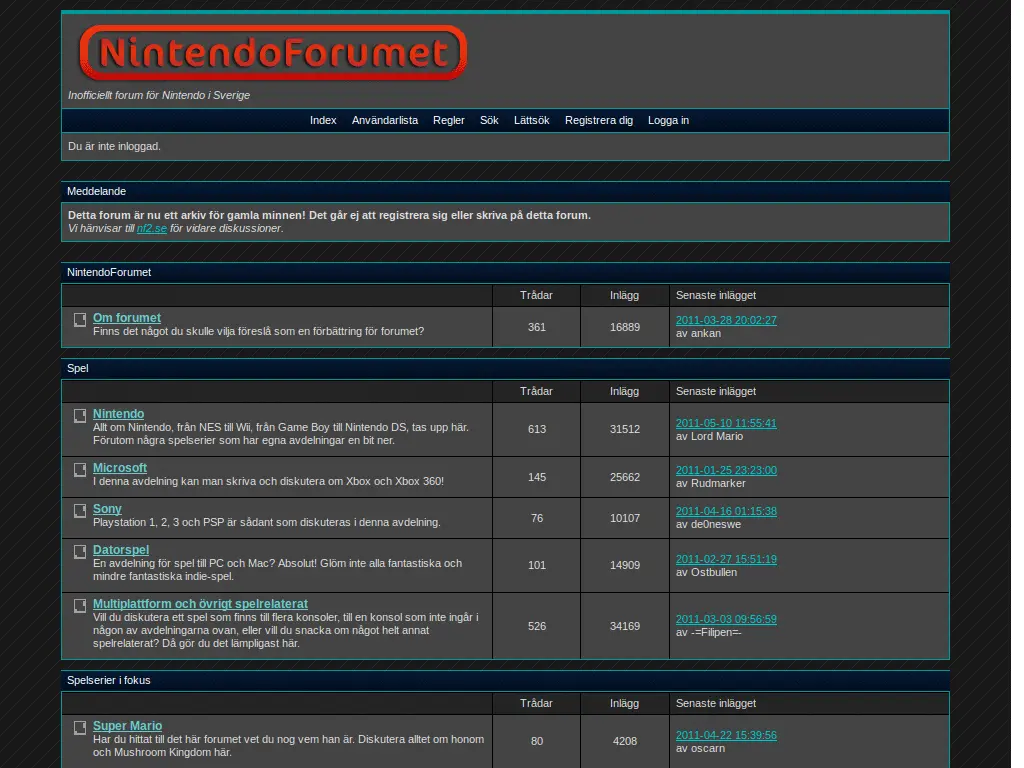 NintendoForumet
Inofficiellt forum för Nintendo i Sverige
Index Användarlista Regler Sök Lättsök Registrera dig Logga in
Du är inte inloggad.
Meddelande
Detta forum är nu ett arkiv för gamla minnen! Det går ej att registrera sig eller skriva på detta forum.
Vi hänvisar till nf2.se för vidare diskussioner.
NintendoForumet
Trådar Inlägg Senaste inlägget
Om forumet
Finns det något du skulle vilja föreslå som en förbättring för forumet?
361 16889 2011-03-28 20:02:27
av ankan
Spel
Trådar Inlägg Senaste inlägget
Nintendo
Allt om Nintendo, från NES till Wii, från Game Boy till Nintendo DS, tas upp här.
Förutom några spelserier som har egna avdelningar en bit ner.
613 31512 2011-05-10 11:55:41
av Lord Mario
Microsoft
I denna avdelning kan man skriva och diskutera om Xbox och Xbox 360!
145 25662 2011-01-25 23:23:00
av Rudmarker
Sony
Playstation 1, 2, 3 och PSP är sådant som diskuteras i denna avdelning.
76 10107 2011-04-16 01:15:38
av de0neswe
Datorspel
En avdelning för spel till PC och Mac? Absolut! Glöm inte alla fantastiska och
mindre fantastiska indie-spel.
101 14909 2011-02-27 15:51:19
av Ostbullen
Multiplattform och övrigt spelrelaterat
Vill du diskutera ett spel som finns till flera konsoler, till en konsol som inte ingår i
någon av avdelningarna ovan, eller vill du snacka om något helt annat
spelrelaterat? Då gör du det lämpligast här.
526 34169 2011-03-03 09:56:59
av -=Filipen=-
Spelserier i fokus
Trådar Inlägg Senaste inlägget
Super Mario
Har du hittat till det här forumet vet du nog vem han är. Diskutera alltet om honom
och Mushroom Kingdom här.
80 4208 2011-04-22 15:39:56
av oscarn